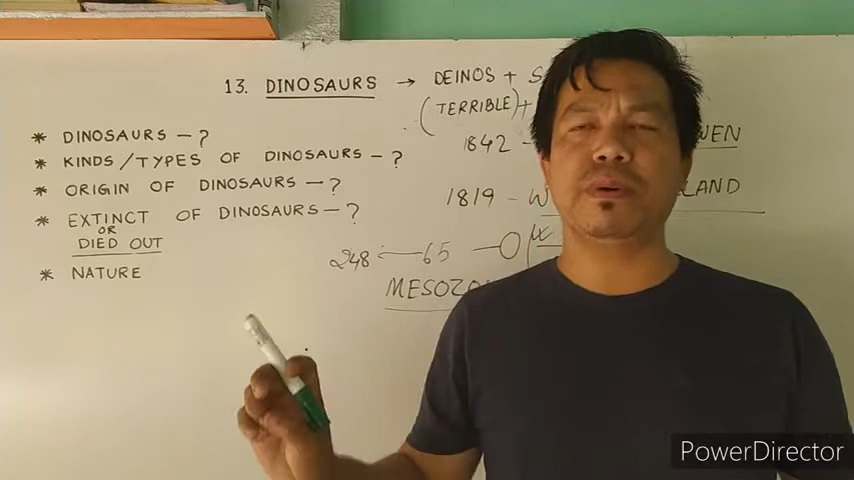 13. DINOSAURS → DEINOS +
(TERRIBLE) +
* DINOSAURS - ?
1842 - WEN
* KINDS/TYPES OF DINOSAURS - ?
* ORIGIN OF DINOSAURS - ?
1819 - LAND
* EXTINCT OF DINOSAURS - ?
OR
DIED OUT
248 - 65 - 0
* NATURE
MESOZO
PowerDirector